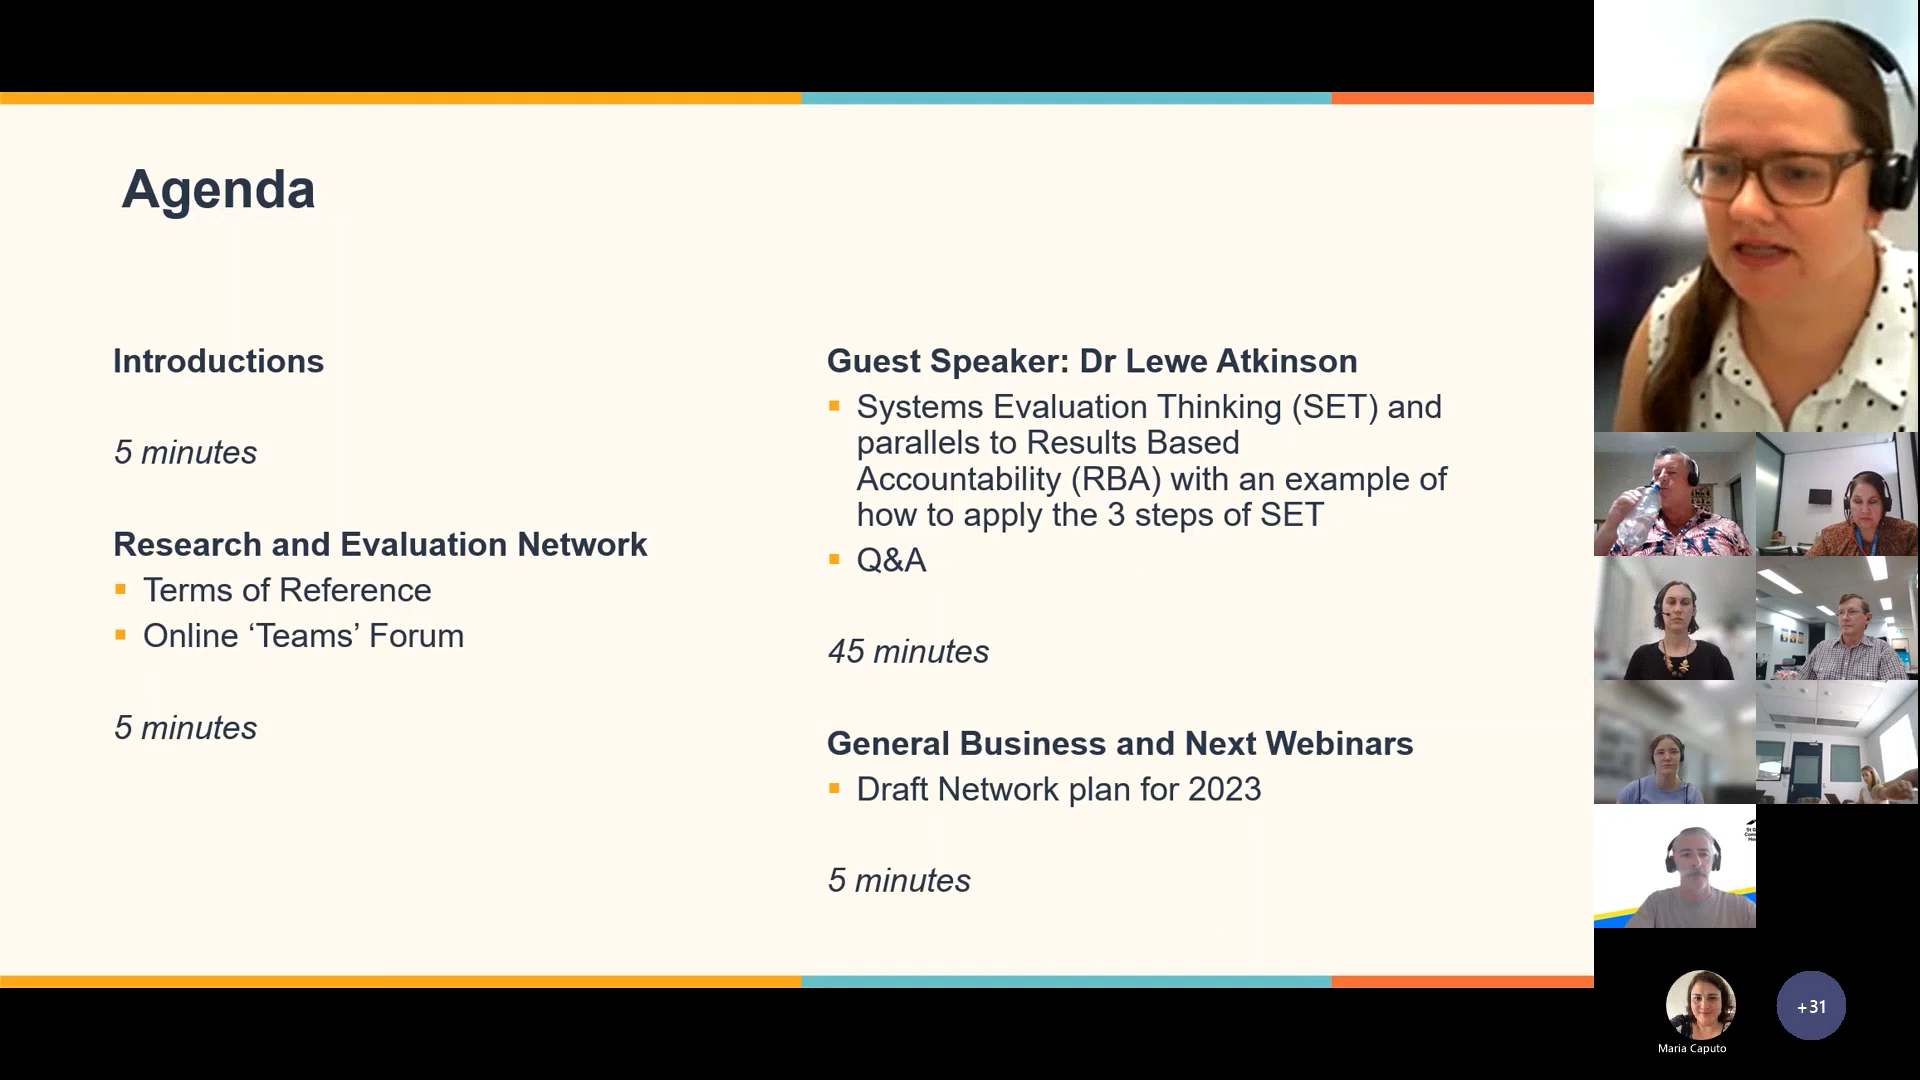 Agenda
Introductions
5 minutes
Research and Evaluation Network
▪ Terms of Reference
▪ Online ‘Teams’ Forum
5 minutes
Guest Speaker: Dr Lewe Atkinson
▪ Systems Evaluation Thinking (SET) and
parallels to Results Based
Accountability (RBA) with an example of
how to apply the 3 steps of SET
▪ Q&A
45 minutes
General Business and Next Webinars
▪ Draft Network plan for 2023
5 minutes
Maria Caputo
+31